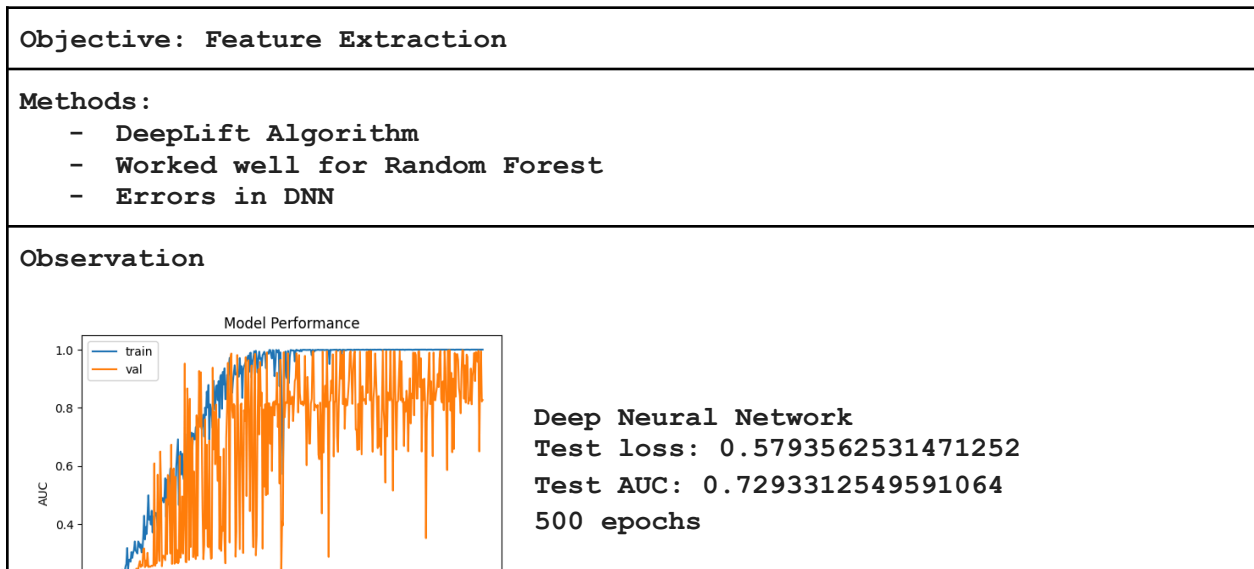 Objective: Feature Extraction
Methods:
- DeepLift Algorithm
- Worked well for Random Forest
- Errors in DNN
Observation
Model Performance
1.0
train
val
0.8
0.6
AUC
0.4
Deep Neural Network
Test loss: 0.5793562531471252
Test AUC: 0.7293312549591064
500 epochs